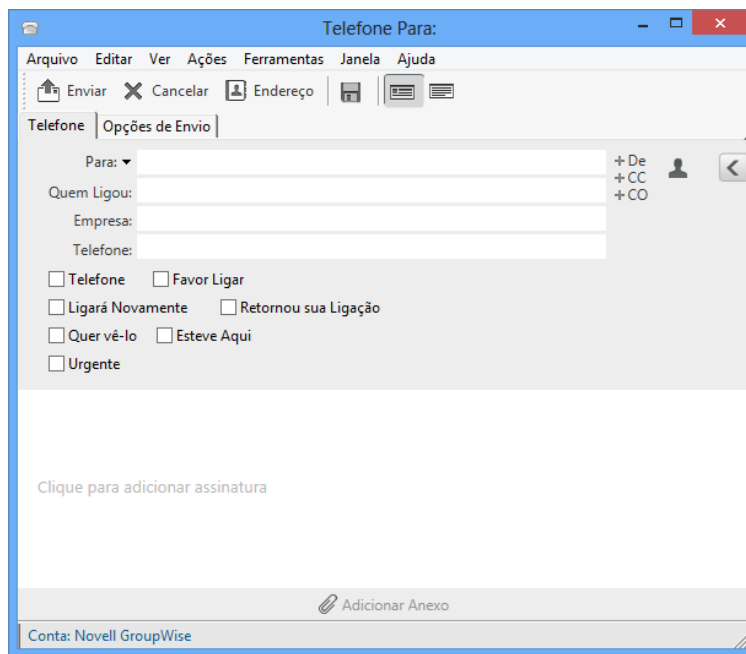 Telefone Para:
Arquivo Editar Ver Ações Ferramentas Janela Ajuda
Enviar Cancelar Endereço
Telefone Opções de Envio
Para: + De
+ CC
Quem Ligou: + CO
Empresa:
Telefone:
Telefone Favor Ligar
Ligará Novamente Retornou sua Ligação
Quer vê-lo Esteve Aqui
Urgente
Clique para adicionar assinatura
Adicionar Anexo
Conta: Novell GroupWise